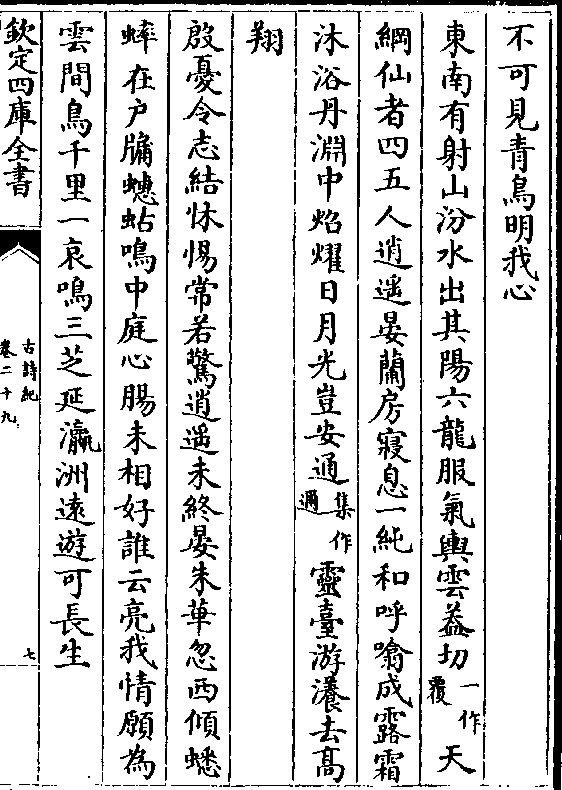 不可見青鳥明我心
東南有射山汾水出其陽六龍服氣輿雲葢切一作覆天
綱仙者四五人逍遥晏蘭房寢息一純和呼噏成露霜
沐浴丹淵中炤燿日月光豈安通集作邇靈臺游瀁去髙
翔
殷憂令志結怵惕常若驚逍遥未終晏朱華忽西傾蟋
蟀在户牖蟪蛄鳴中庭心腸未相好誰云亮我情願為
雲間鳥千里一哀鳴三芝延瀛洲逺遊可長生
欽定四庫全書
古詩紀
卷二十九
七